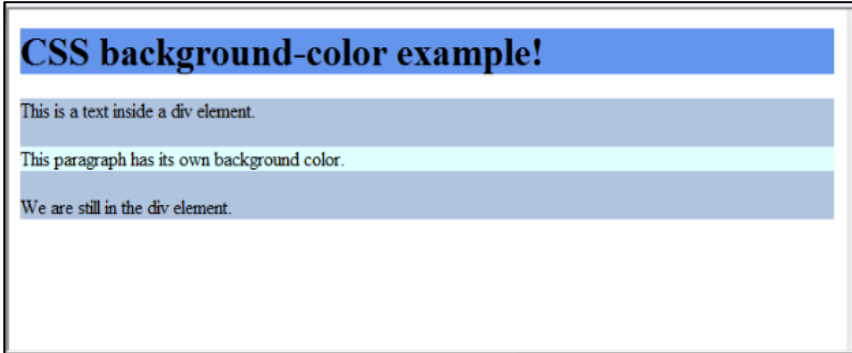 CSS background-color example!
This is a text inside a div element.
This paragraph has its own background color.
We are still in the div element.